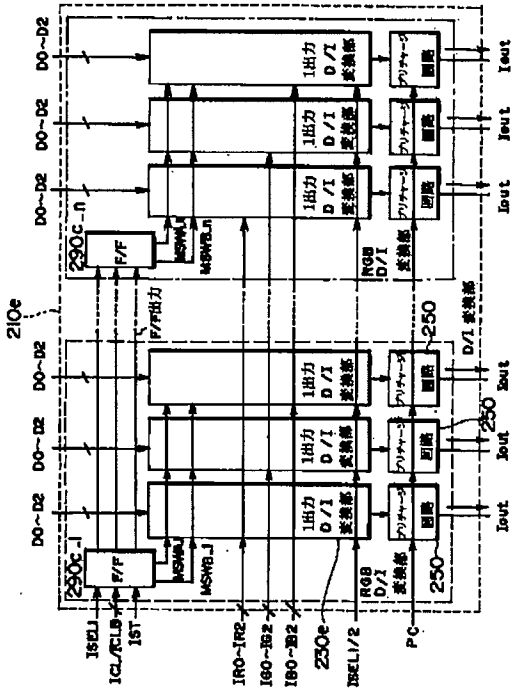 210e
D0~D2 D0~D2 D0~D2 D0~D2 D0~D2 D0~D2
290c_1 290c_n
ISEL1
ICL/ICLB
IST
F/F
F/F
F/F出力
MSWA_1
MSWB_1
MSWA_n
MSWB_n
IR0~IR2
IG0~IG2
IB0~IB2
230e
1出力
D/I
変換部
1出力
D/I
変換部
1出力
D/I
変換部
1出力
D/I
変換部
1出力
D/I
変換部
1出力
D/I
変換部
ISEL1/2
RGB
D/I
変換部
RGB
D/I
変換部
PC
プリチャージ
回路
プリチャージ
回路
プリチャージ
回路
プリチャージ
回路
プリチャージ
回路
プリチャージ
回路
250
250
250
D/I 変換部
Iout Iout Iout Iout Iout Iout